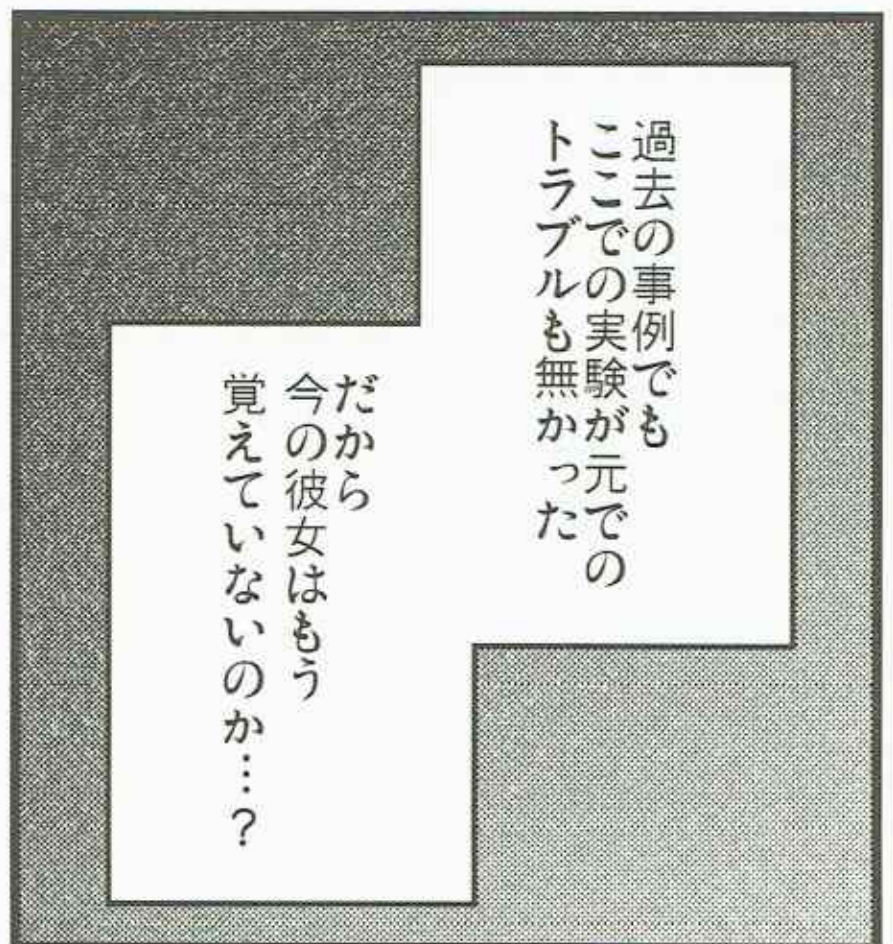 過去の事例でも
ここでの実験が元での
トラブルも無かった
だから
今の彼女はもう
覚えていないのか…？